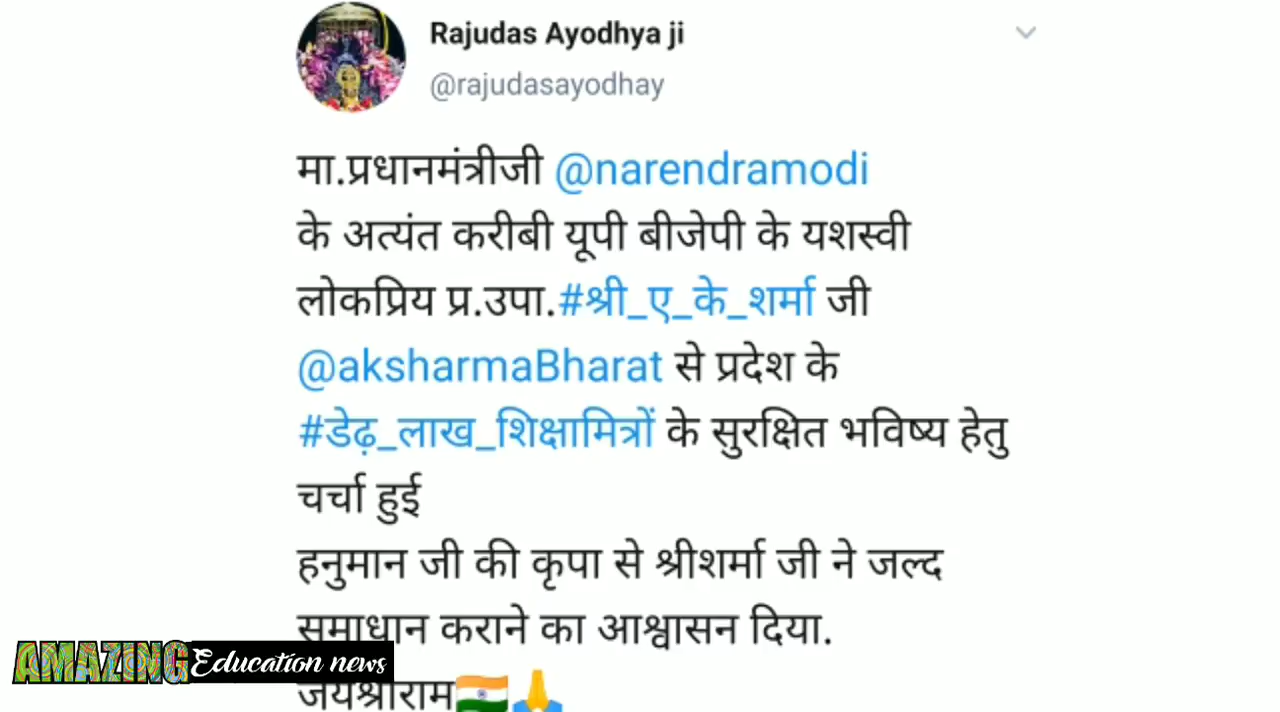 Rajudas Ayodhya ji
@rajudasayodhay
मा.प्रधानमंत्रीजी @narendramodi
के अत्यंत करीबी यूपी बीजेपी के यशस्वी
लोकप्रिय प्र.उपा.#श्री_ए_के_शर्मा जी
@aksharmaBharat से प्रदेश के
#डेढ़_लाख_शिक्षामित्रों के सुरक्षित भविष्य हेतु
चर्चा हुई
हनुमान जी की कृपा से श्रीशर्मा जी ने जल्द
समाधान कराने का आश्वासन दिया.
जयश्रीराम🇮🇳🙏
AMAZING Education news